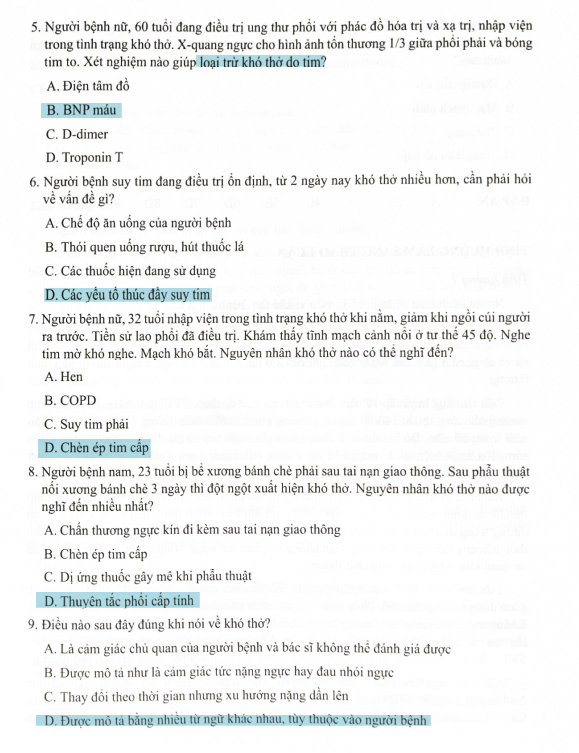 5. Người bệnh nữ, 60 tuổi đang điều trị ung thư phổi với phác đồ hóa trị và xạ trị, nhập viện
trong tình trạng khó thở. X-quang ngực cho hình ảnh tổn thương 1/3 giữa phổi phải và bóng
tim to. Xét nghiệm nào giúp loại trừ khó thở do tim?
A. Điện tâm đồ
B. BNP máu
C. D-dimer
D. Troponin T
6. Người bệnh suy tim đang điều trị ổn định, từ 2 ngày nay khó thở nhiều hơn, cần phải hỏi
về vấn đề gì?
A. Chế độ ăn uống của người bệnh
B. Thói quen uống rượu, hút thuốc lá
C. Các thuốc hiện đang sử dụng
D. Các yếu tố thúc đẩy suy tim
7. Người bệnh nữ, 32 tuổi nhập viện trong tình trạng khó thở khi nằm, giảm khi ngồi cúi người
ra trước. Tiền sử lao phổi đã điều trị. Khám thấy tĩnh mạch cảnh nổi ở tư thế 45 độ. Nghe
tim mờ khó nghe. Mạch khó bắt. Nguyên nhân khó thở nào có thể nghĩ đến?
A. Hen
B. COPD
C. Suy tim phải
D. Chèn ép tim cấp
8. Người bệnh nam, 23 tuổi bị bể xương bánh chè phải sau tai nạn giao thông. Sau phẫu thuật
nối xương bánh chè 3 ngày thì đột ngột xuất hiện khó thở. Nguyên nhân khó thở nào được
nghĩ đến nhiều nhất?
A. Chấn thương ngực kín đi kèm sau tai nạn giao thông
B. Chèn ép tim cấp
C. Dị ứng thuốc gây mê khi phẫu thuật
D. Thuyên tắc phổi cấp tính
9. Điều nào sau đây đúng khi nói về khó thở?
A. Là cảm giác chủ quan của người bệnh và bác sĩ không thể đánh giá được
B. Được mô tả như là cảm giác tức nặng ngực hay đau nhói ngực
C. Thay đổi theo thời gian nhưng xu hướng nặng dần lên
D. Được mô tả bằng nhiều từ ngữ khác nhau, tùy thuộc vào người bệnh